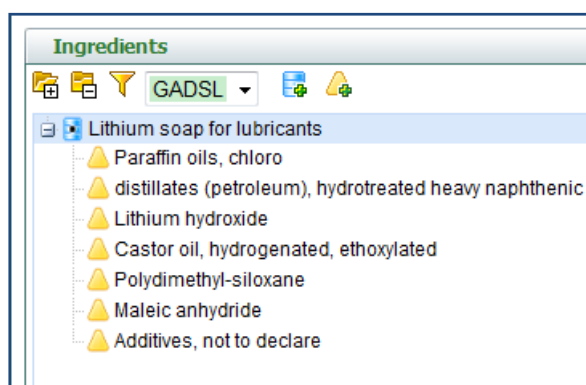 Ingredients
GADSL
Lithium soap for lubricants
Paraffin oils, chloro
distillates (petroleum), hydrotreated heavy naphthenic
Lithium hydroxide
Castor oil, hydrogenated, ethoxylated
Polydimethyl-siloxane
Maleic anhydride
Additives, not to declare